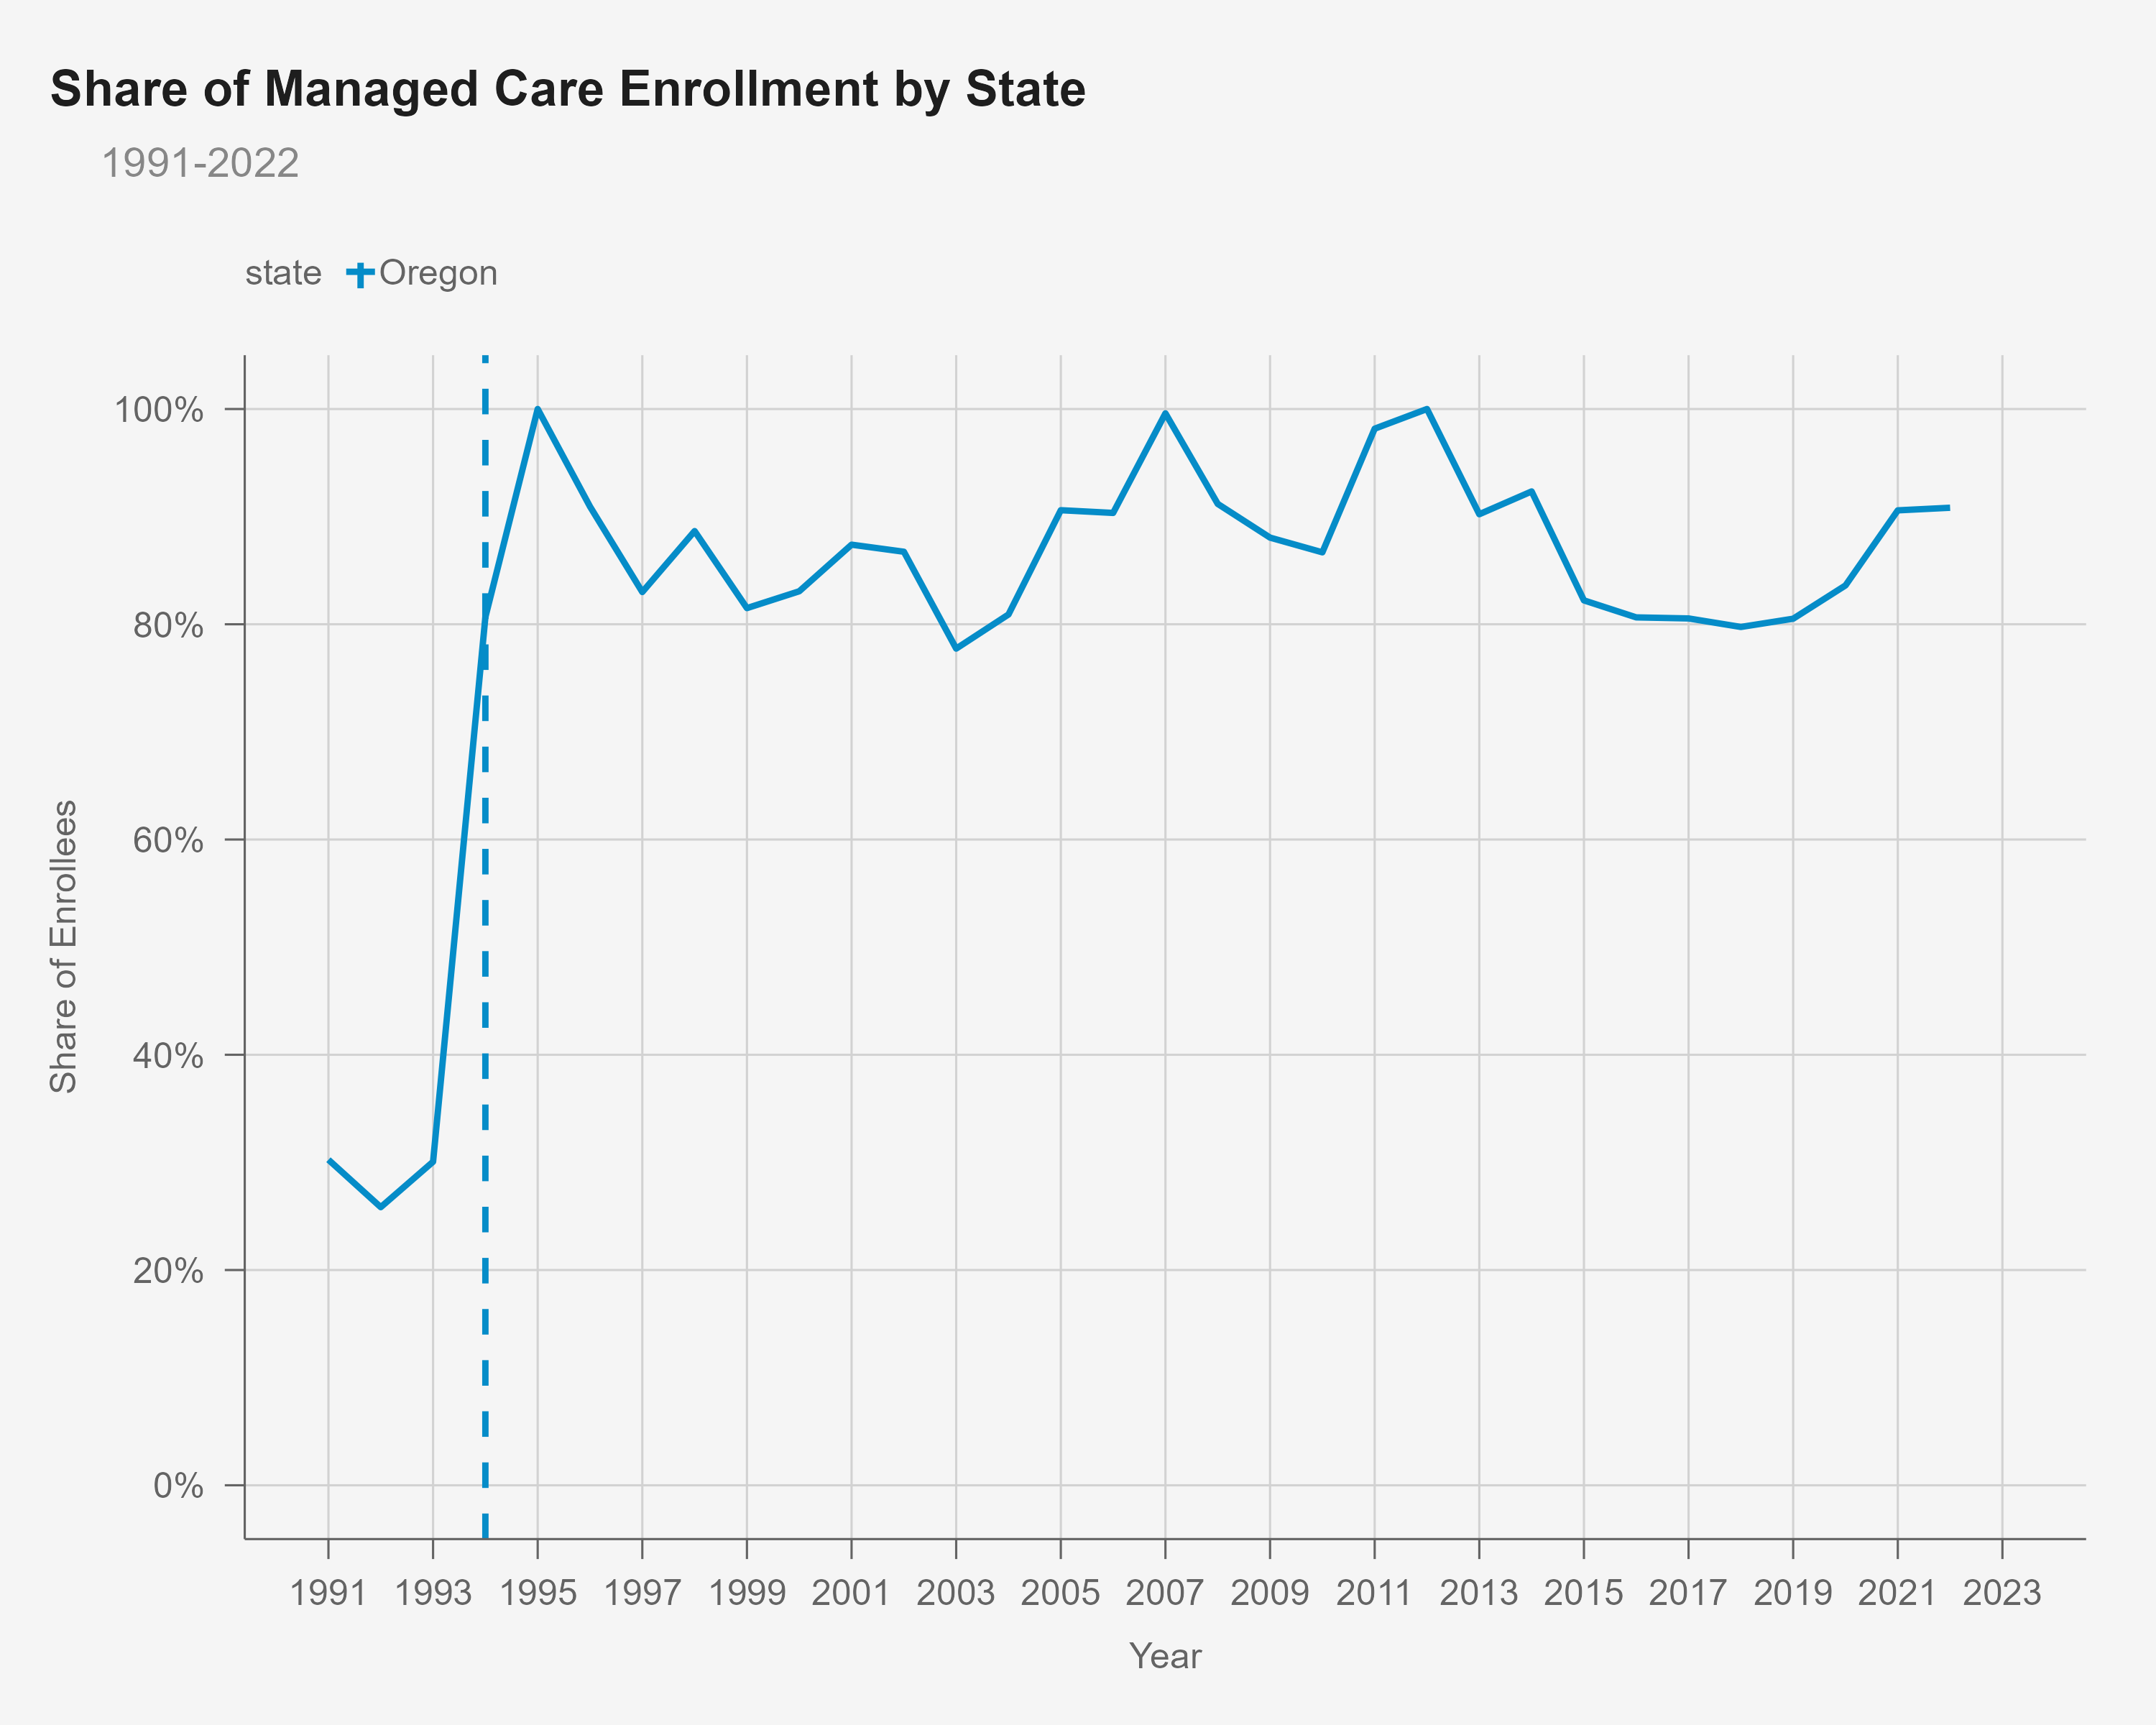 Share of Managed Care Enrollment by State
1991-2022
state Oregon
100%
80%
60%
40%
20%
0%
Share of Enrollees
1991 1993 1995 1997 1999 2001 2003 2005 2007 2009 2011 2013 2015 2017 2019 2021 2023
Year